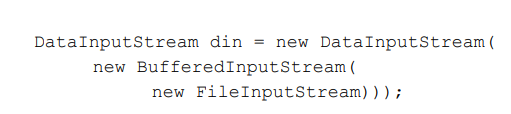 DataInputStream din = new DataInputStream(
new BufferedInputStream(
new FileInputStream)));